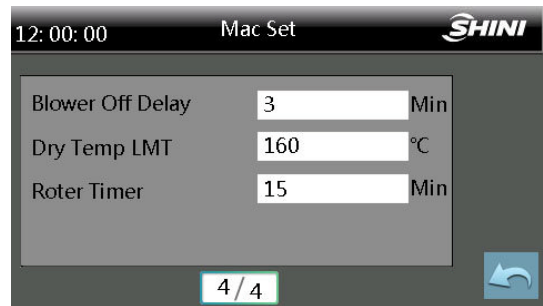 12: 00: 00 Mac Set SHINI
Blower Off Delay 3 Min
Dry Temp LMT 160 °C
Roter Timer 15 Min
4/4